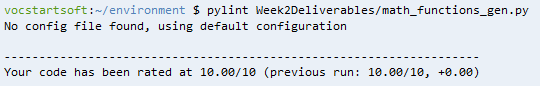 vocstartsoft:~/environment $ pylint Week2Deliverables/math_functions_gen.py
No config file found, using default configuration
--------------------------------------------------------------------
Your code has been rated at 10.00/10 (previous run: 10.00/10, +0.00)